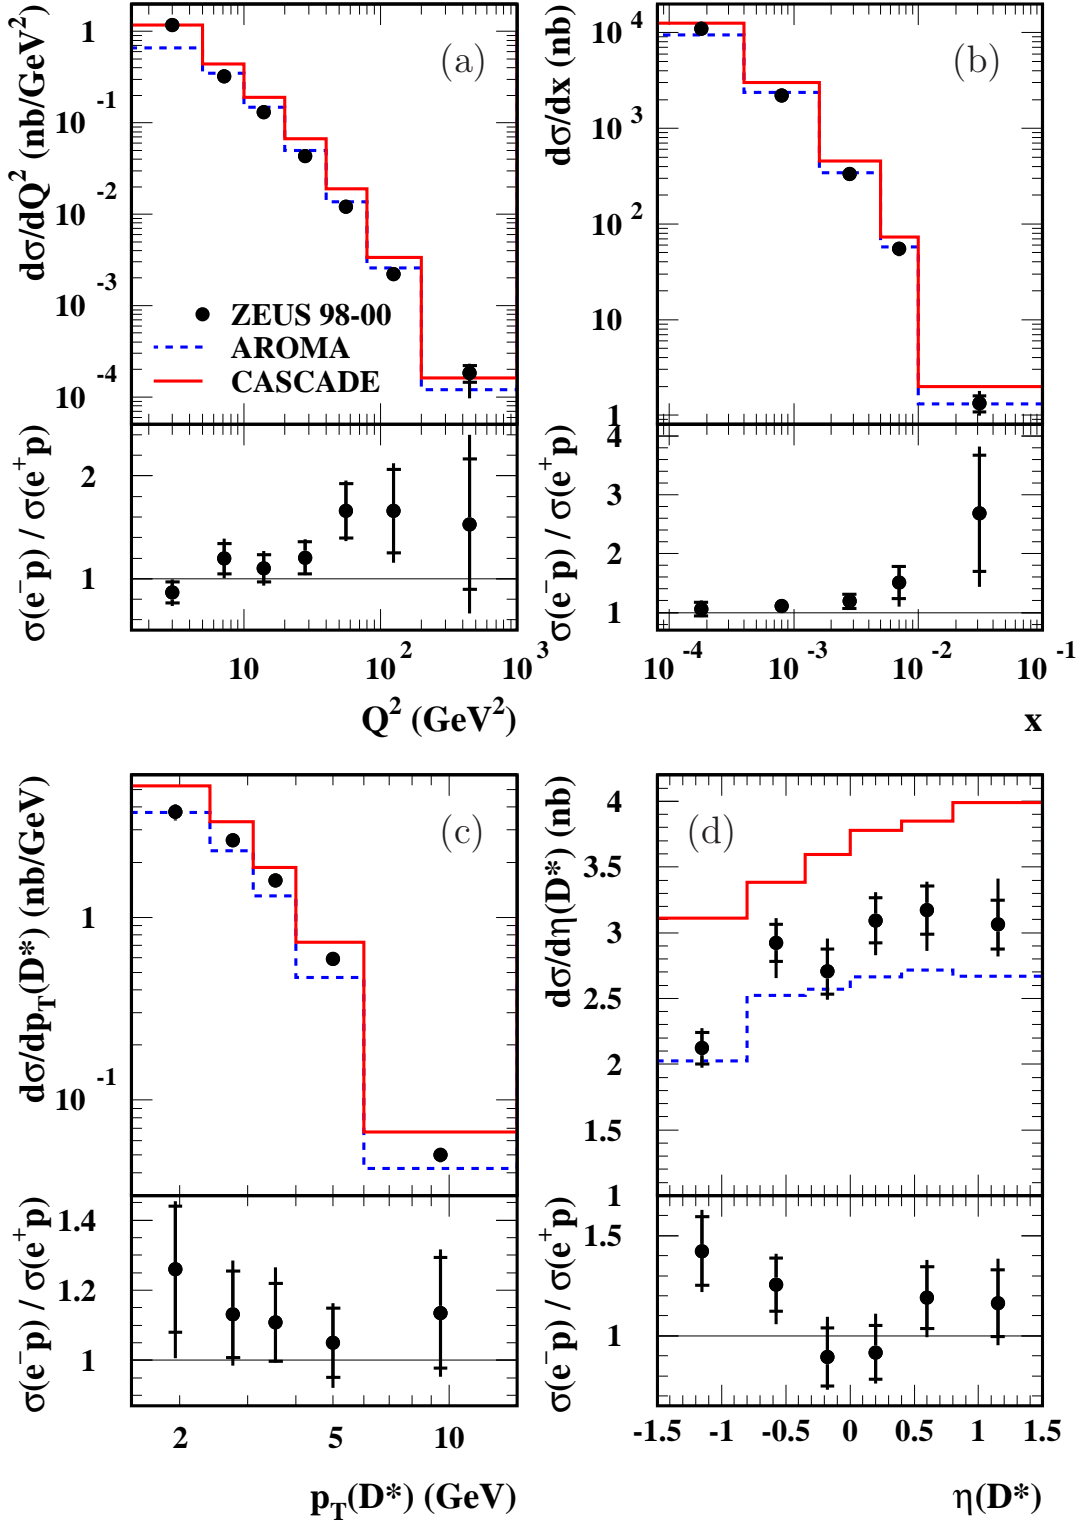 dσ/dQ² (nb/GeV²)
1
10⁻¹
10⁻²
10⁻³
10⁻⁴
(a)
ZEUS 98-00
AROMA
CASCADE
σ(e⁻p) / σ(e⁺p)
2
1
10
10²
10³
Q² (GeV²)
dσ/dx (nb)
10⁴
10³
10²
10
1
(b)
σ(e⁻p) / σ(e⁺p)
4
3
2
1
10⁻⁴
10⁻³
10⁻²
10⁻¹
x
dσ/dp_T(D*) (nb/GeV)
1
10⁻¹
(c)
σ(e⁻p) / σ(e⁺p)
1.4
1.2
1
2
5
10
p_T(D*) (GeV)
dσ/dη(D*) (nb)
4
3.5
3
2.5
2
1.5
1
(d)
σ(e⁻p) / σ(e⁺p)
1.5
1
-1.5
-1
-0.5
0
0.5
1
1.5
η(D*)